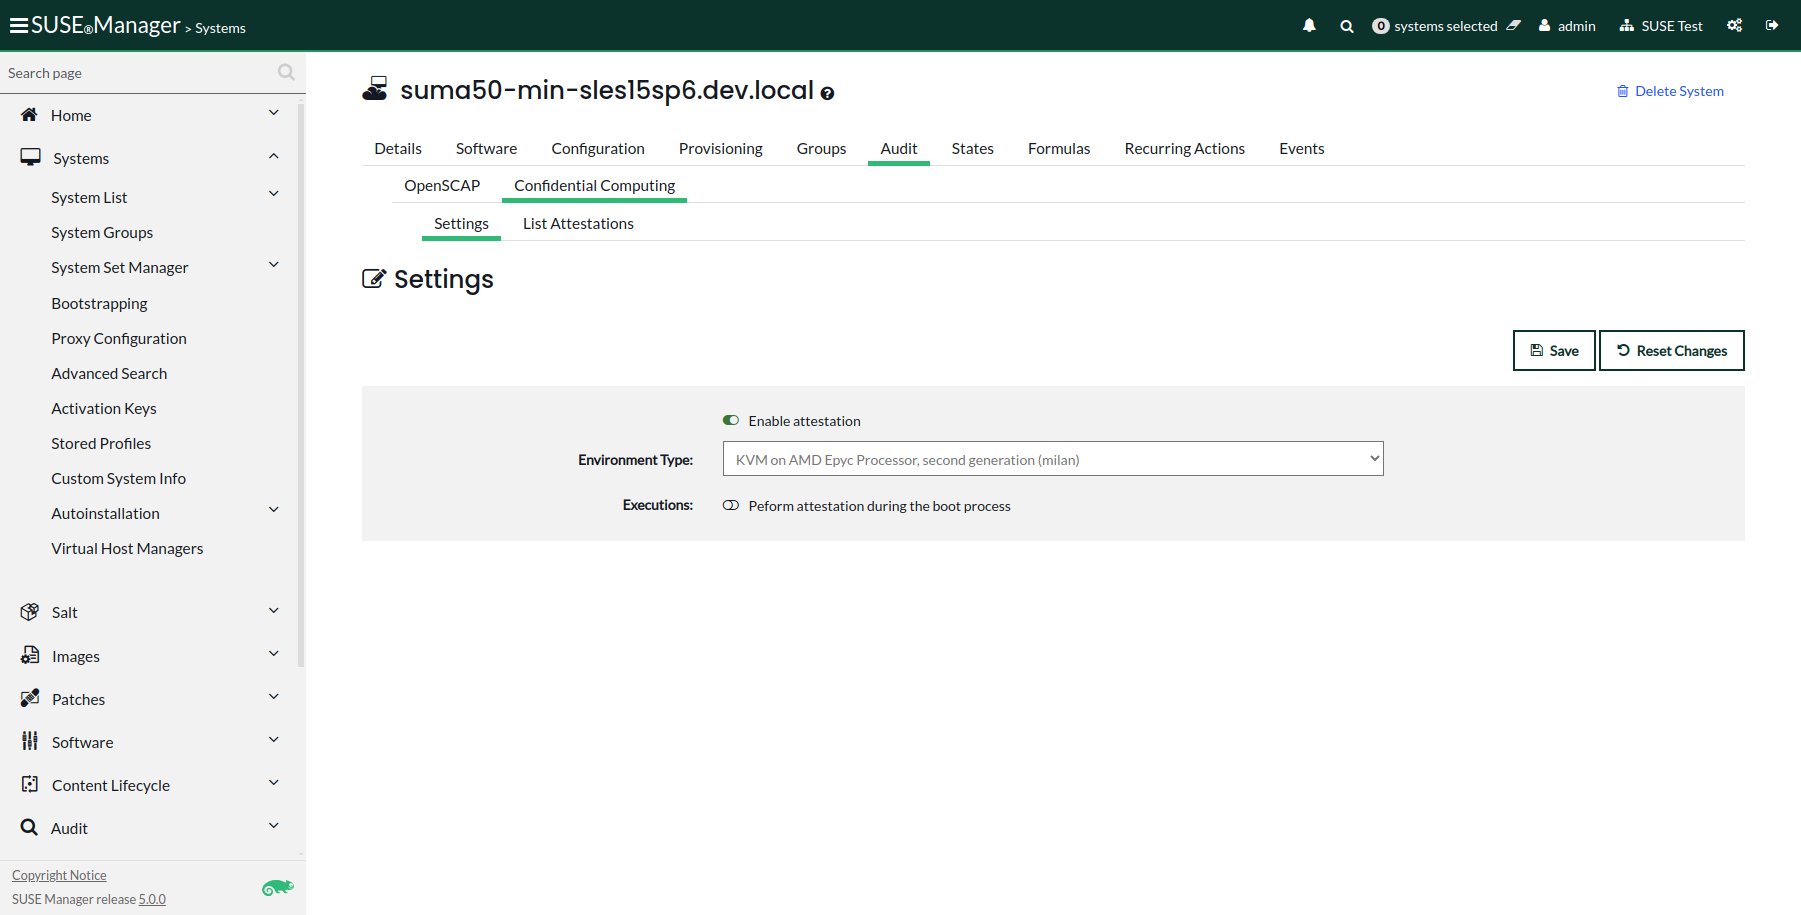 SUSE®Manager > Systems
0 systems selected
admin
SUSE Test
Search page
Home
Systems
System List
System Groups
System Set Manager
Bootstrapping
Proxy Configuration
Advanced Search
Activation Keys
Stored Profiles
Custom System Info
Autoinstallation
Virtual Host Managers
Salt
Images
Patches
Software
Content Lifecycle
Audit
Copyright Notice
SUSE Manager release 5.0.0
suma50-min-sles15sp6.dev.local ?
Delete System
Details Software Configuration Provisioning Groups Audit States Formulas Recurring Actions Events
OpenSCAP Confidential Computing
Settings List Attestations
Settings
Save Reset Changes
Enable attestation
Environment Type: KVM on AMD Epyc Processor, second generation (milan)
Executions: Peform attestation during the boot process